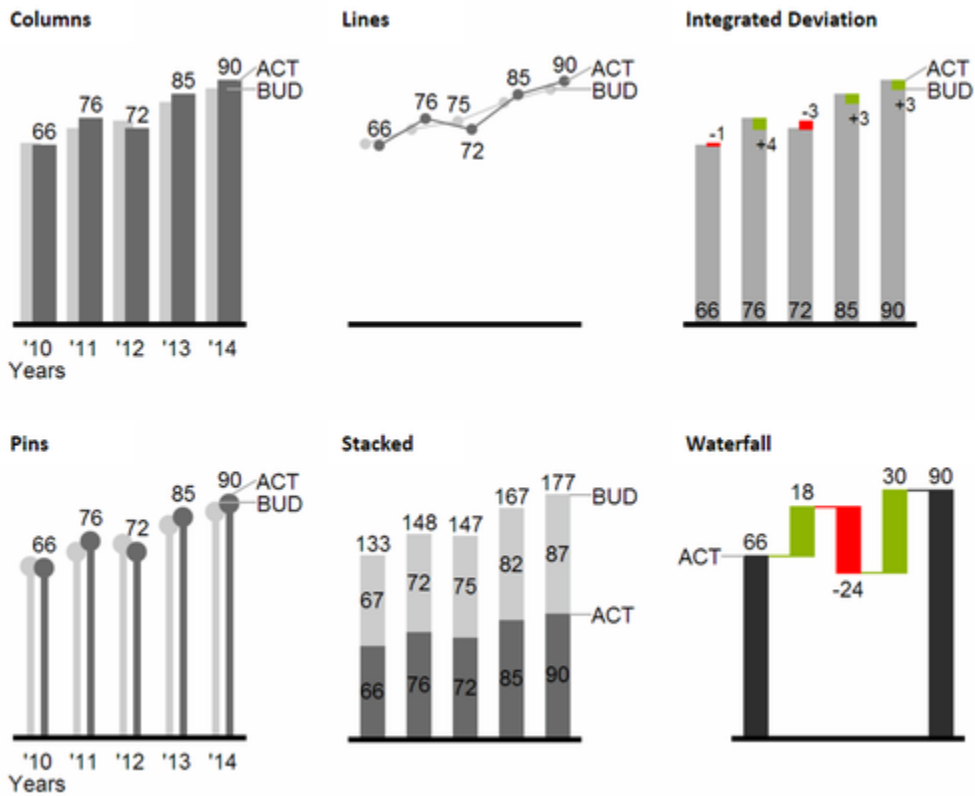 Columns
66
76
72
85
90
ACT
BUD
'10 '11 '12 '13 '14
Years
Lines
66
76
75
72
85
90
ACT
BUD
Integrated Deviation
-1
+4
-3
+3
+3
ACT
BUD
66 76 72 85 90
Pins
66
76
72
85
90
ACT
BUD
'10 '11 '12 '13 '14
Years
Stacked
133 148 147 167 177
BUD
67 72 75 82 87
ACT
66 76 72 85 90
Waterfall
ACT
66
18
-24
30
90